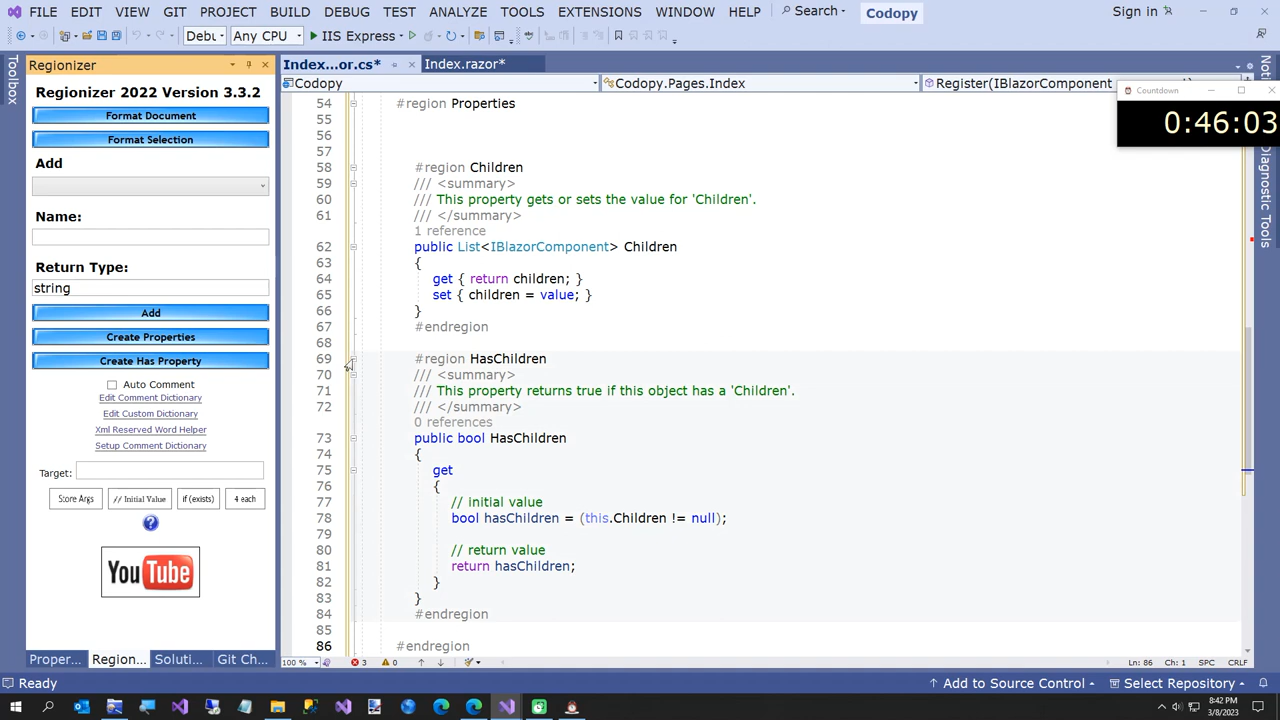 FILE EDIT VIEW GIT PROJECT BUILD DEBUG TEST ANALYZE TOOLS EXTENSIONS WINDOW HELP Search Codopy Sign in
Debu Any CPU IIS Express
Toolbox
Regionizer
Regionizer 2022 Version 3.3.2
Format Document
Format Selection
Add
Name:
Return Type:
string
Add
Create Properties
Create Has Property
Auto Comment
Edit Comment Dictionary
Edit Custom Dictionary
Xml Reserved Word Helper
Setup Comment Dictionary
Target:
Store Args // Initial Value if (exists) 4 each
?
YouTube
Proper... Region... Soluti... Git Ch...
Index...or.cs* Index.razor*
Codopy Codopy.Pages.Index Register(IBlazorComponent
Countdown
0:46:03
Noti
Diagnostic Tools
54 #region Properties
55
56
57
58 #region Children
59 /// <summary>
60 /// This property gets or sets the value for 'Children'.
61 /// </summary>
1 reference
62 public List<IBlazorComponent> Children
63 {
64 get { return children; }
65 set { children = value; }
66 }
67 #endregion
68
69 #region HasChildren
70 /// <summary>
71 /// This property returns true if this object has a 'Children'.
72 /// </summary>
0 references
73 public bool HasChildren
74 {
75 get
76 {
77 // initial value
78 bool hasChildren = (this.Children != null);
79
80 // return value
81 return hasChildren;
82 }
83 }
84 #endregion
85
86 #endregion
100 % 3 0 Ln: 86 Ch: 1 SPC CRLF
Ready Add to Source Control Select Repository
8:42 PM
3/8/2023